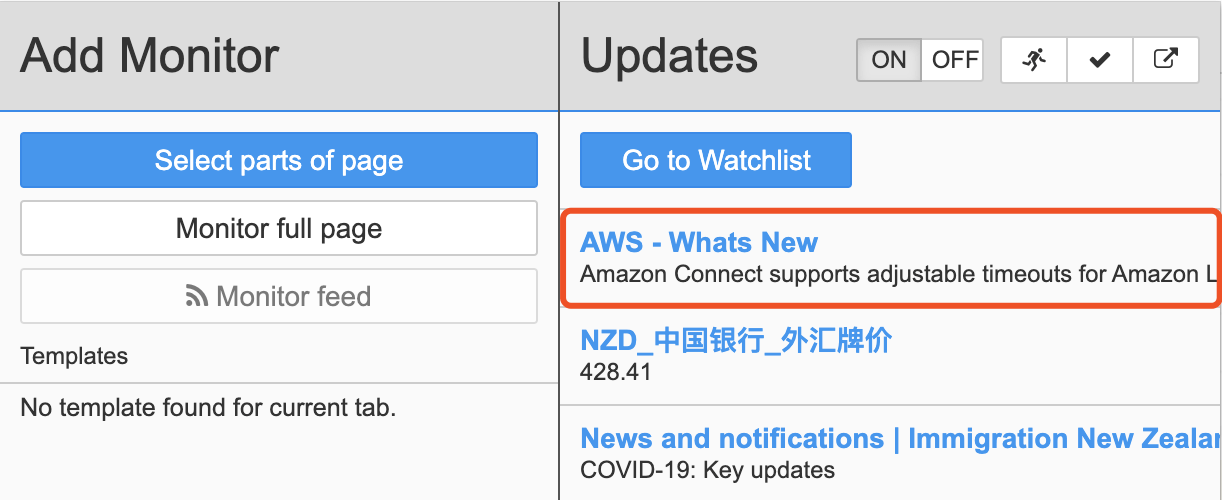 Add Monitor
Select parts of page
Monitor full page
Monitor feed
Templates
No template found for current tab.
Updates
ON OFF
Go to Watchlist
AWS - Whats New
Amazon Connect supports adjustable timeouts for Amazon L
NZD_中国银行_外汇牌价
428.41
News and notifications | Immigration New Zealan
COVID-19: Key updates